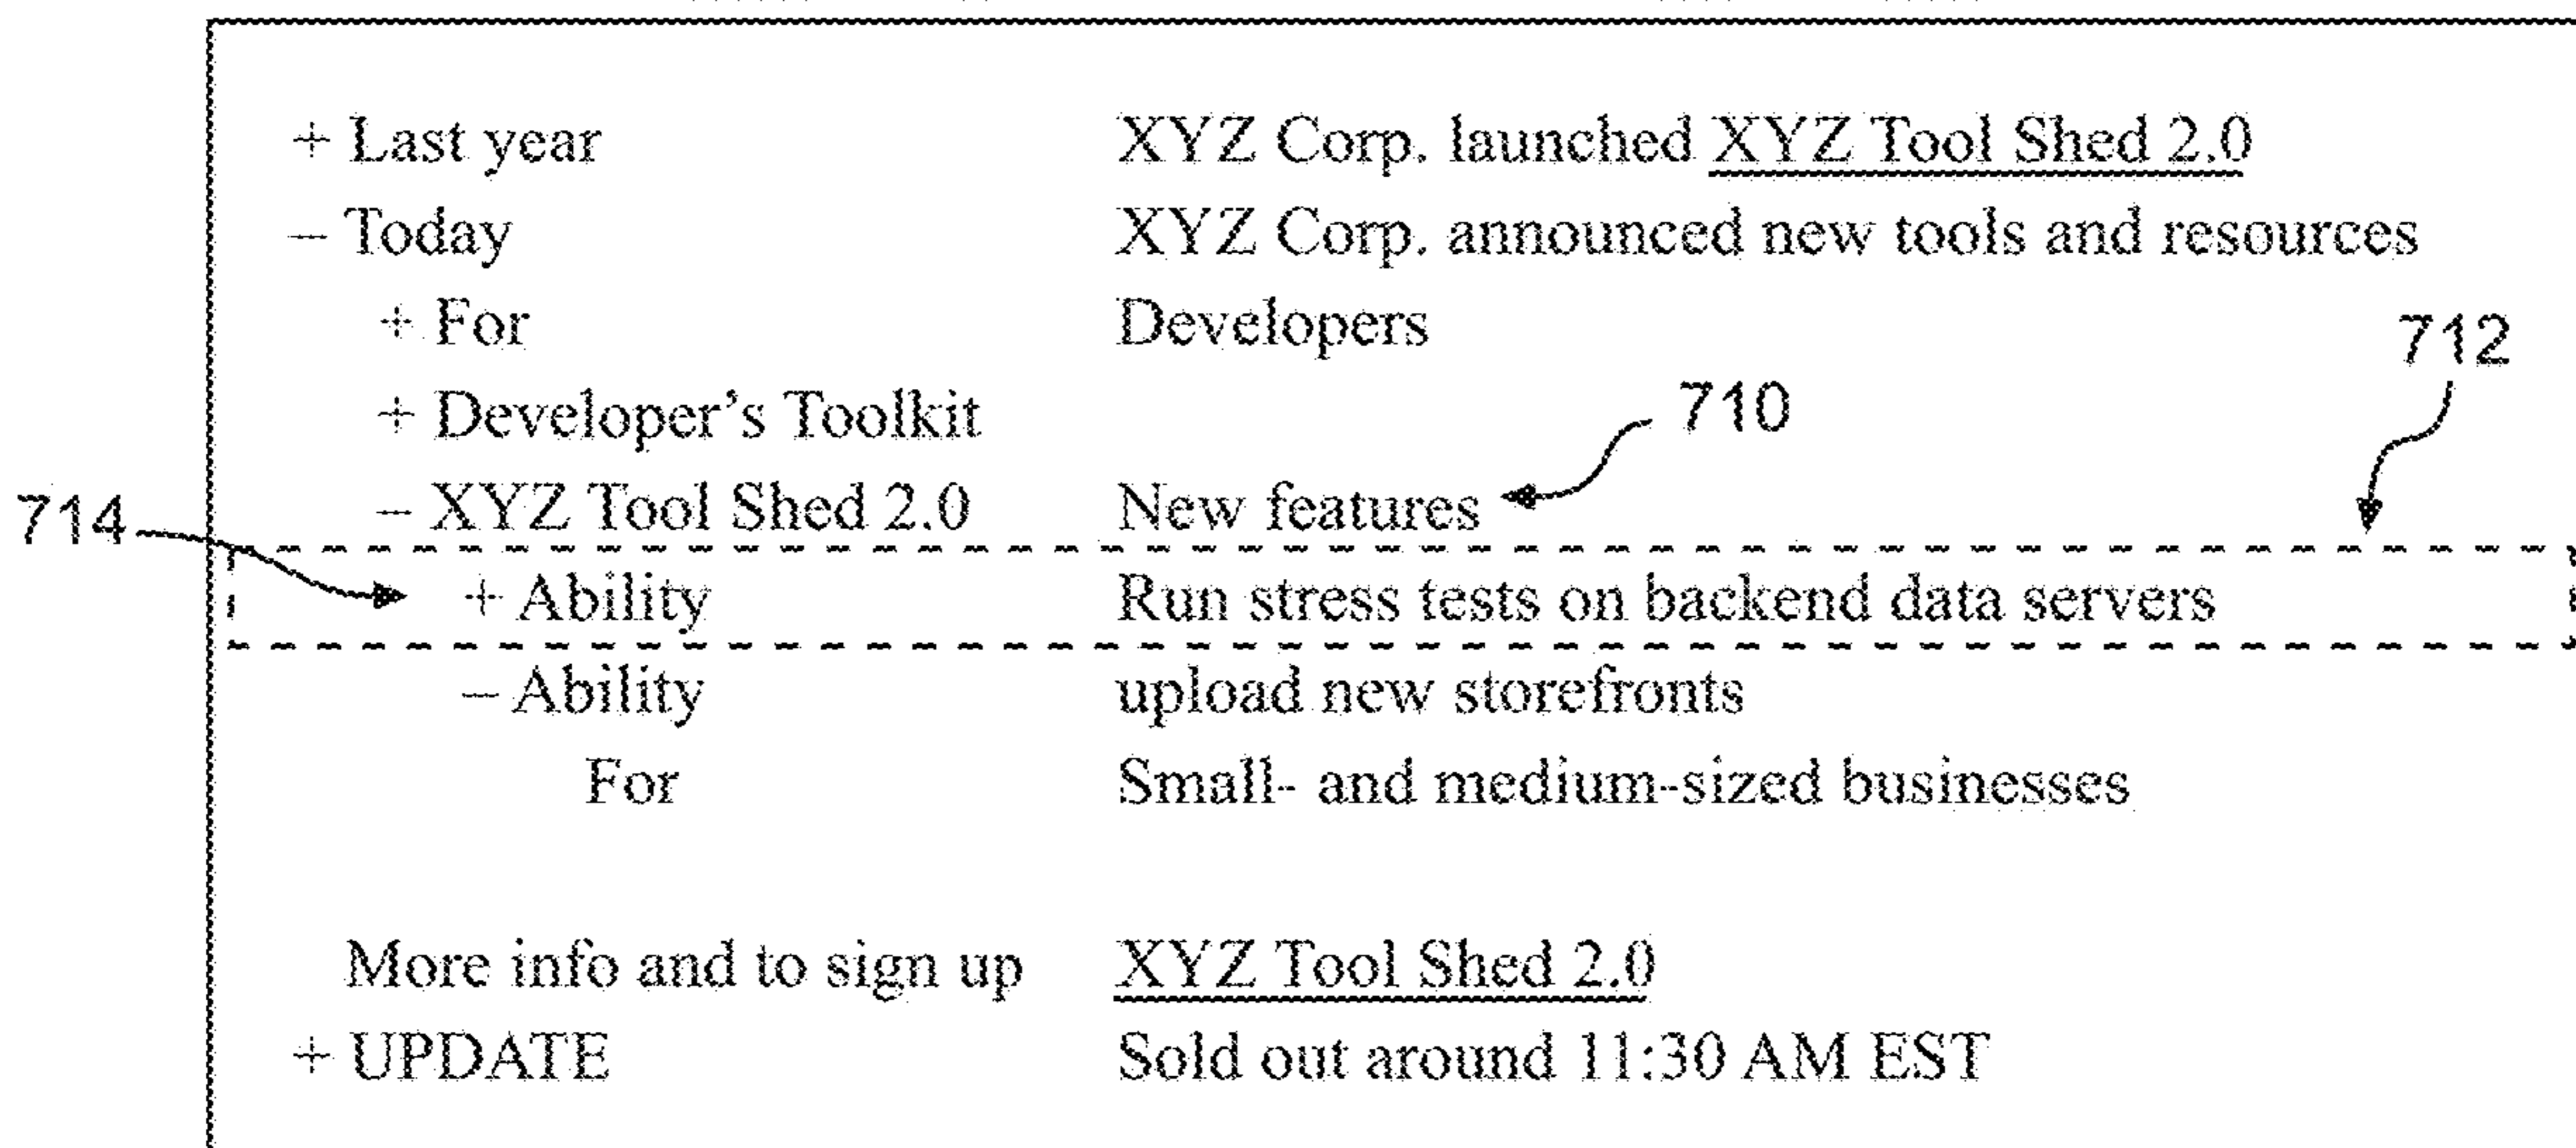 + Last year XYZ Corp. launched XYZ Tool Shed 2.0
– Today XYZ Corp. announced new tools and resources
+ For Developers
712
+ Developer's Toolkit
710
– XYZ Tool Shed 2.0 New features
714
+ Ability Run stress tests on backend data servers
– Ability upload new storefronts
For Small- and medium-sized businesses
More info and to sign up XYZ Tool Shed 2.0
+ UPDATE Sold out around 11:30 AM EST